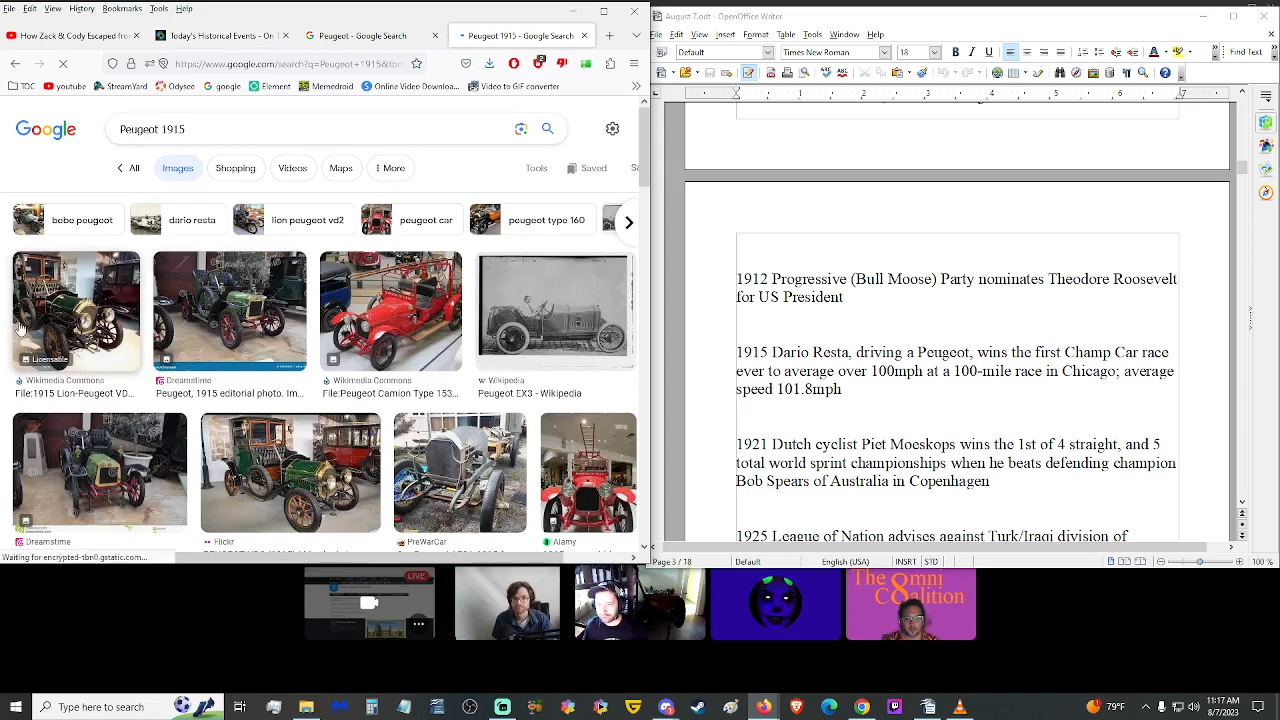 File Edit View History Bookmarks Tools Help
How Zack & Cody Escaped from
Today's Historical Events - On
Peugeot - Google Search
Peugeot 1915 - Google Search
https://www.google.com
TOC
youtube
StreamYard
Odysee
google
Element
Memedroid
Online Video Download
Video to GIF converter
Google
Peugeot 1915
All
Images
Shopping
Videos
Maps
More
Tools
Saved
bebe peugeot
dario resta
lion peugeot vd2
peugeot car
peugeot type 160
Licensable
Wikimedia Commons
File:1915 Lion-Peugeot VD...
Dreamstime
Peugeot, 1915 editorial photo. Im...
Wikimedia Commons
File:Peugeot Camion Type 153...
Wikipedia
Peugeot EX3 - Wikipedia
Dreamstime
Flickr
PreWarCar
Alamy
Waiting for encrypted-tbn0.gstatic.com...
August 7.odt - OpenOffice Writer
File Edit View Insert Format Table Tools Window Help
Default
Times New Roman
18
Find Text
1 2 3 4 5 6 7
1912 Progressive (Bull Moose) Party nominates Theodore Roosevelt
for US President
1915 Dario Resta, driving a Peugeot, wins the first Champ Car race
ever to average over 100mph at a 100-mile race in Chicago; average
speed 101.8mph
1921 Dutch cyclist Piet Moeskops wins the 1st of 4 straight, and 5
total world sprint championships when he beats defending champion
Bob Spears of Australia in Copenhagen
1925 League of Nation advises against Turk/Iraqi division of
Page 3 / 18
Default
English (USA)
INSRT
STD
100 %
LIVE
The 8mni
Coalition
Type here to search
79°F
11:17 AM
8/7/2023